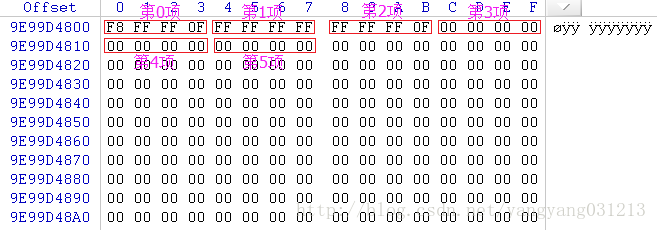 Offset 0 1 2 3 4 5 6 7 8 9 A B C D E F
第0项 第1项 第2项 第3项
9E99D4800 F8 FF FF 0F FF FF FF FF FF FF FF 0F 00 00 00 00 øÿÿ ÿÿÿÿÿÿÿ
9E99D4810 00 00 00 00 00 00 00 00 00 00 00 00 00 00 00 00
第4项 第5项
9E99D4820 00 00 00 00 00 00 00 00 00 00 00 00 00 00 00 00
9E99D4830 00 00 00 00 00 00 00 00 00 00 00 00 00 00 00 00
9E99D4840 00 00 00 00 00 00 00 00 00 00 00 00 00 00 00 00
9E99D4850 00 00 00 00 00 00 00 00 00 00 00 00 00 00 00 00
9E99D4860 00 00 00 00 00 00 00 00 00 00 00 00 00 00 00 00
9E99D4870 00 00 00 00 00 00 00 00 00 00 00 00 00 00 00 00
9E99D4880 00 00 00 00 00 00 00 00 00 00 00 00 00 00 00 00
9E99D4890 00 00 00 00 00 00 00 00 00 00 00 00 00 00 00 00
9E99D48A0 00 00 00 00 00 00 00 00 00 00 00 00 00 00 00 00
http://blog.csdn.net/yangyang031213